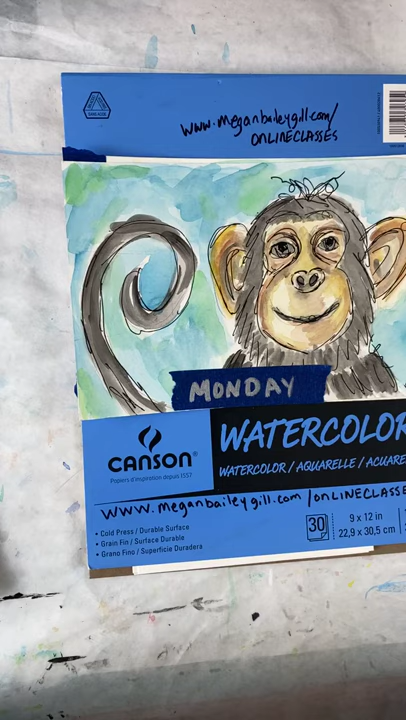 www.meganbaileygill.com/
ONLINECLASSES
MONDAY
CANSON®
Papiers d'inspiration depuis 1557
WATERCOLOR
WATERCOLOR / AQUARELLE / ACUARE
www.meganbaileygill.com/ONLINECLASSE
• Cold Press / Durable Surface
• Grain Fin / Surface Durable
• Grano Fino / Superficie Duradera
30
9 x 12 in
22,9 x 30,5 cm